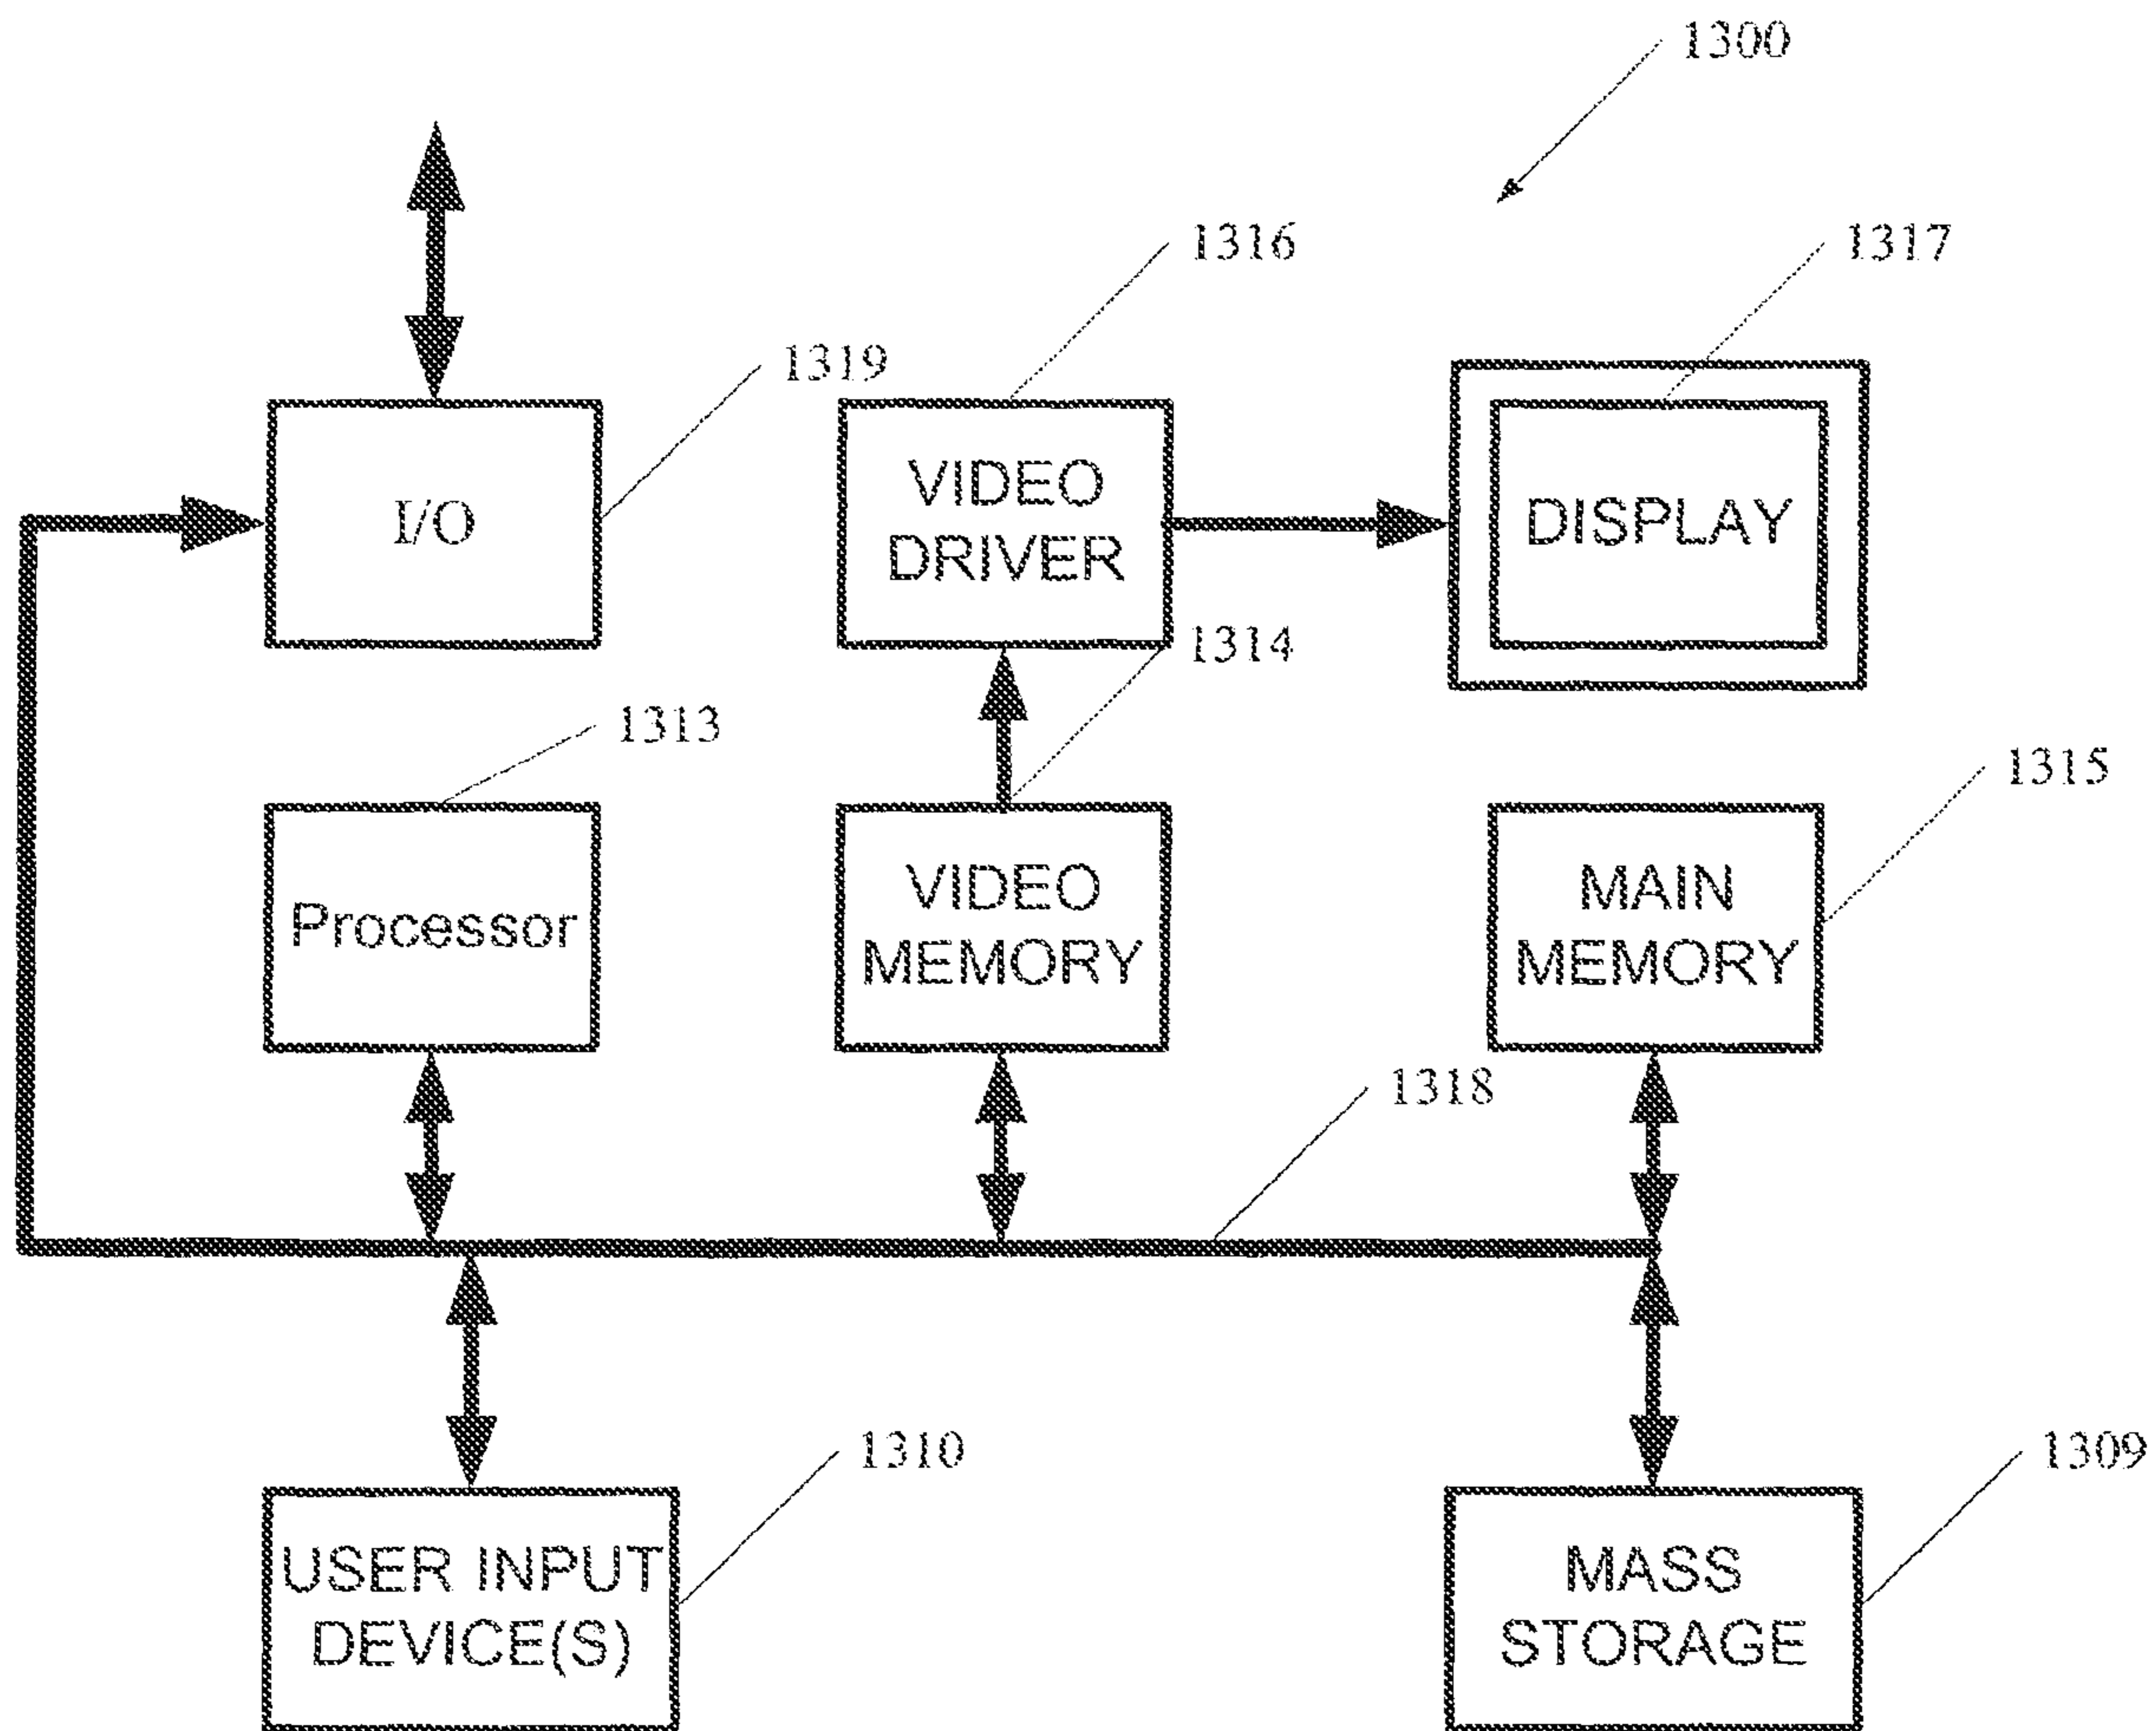 1300
1316
1317
1319
I/O
VIDEO
DRIVER
DISPLAY
1314
1313
1315
Processor
VIDEO
MEMORY
MAIN
MEMORY
1318
1310
1309
USER INPUT
DEVICE(S)
MASS
STORAGE